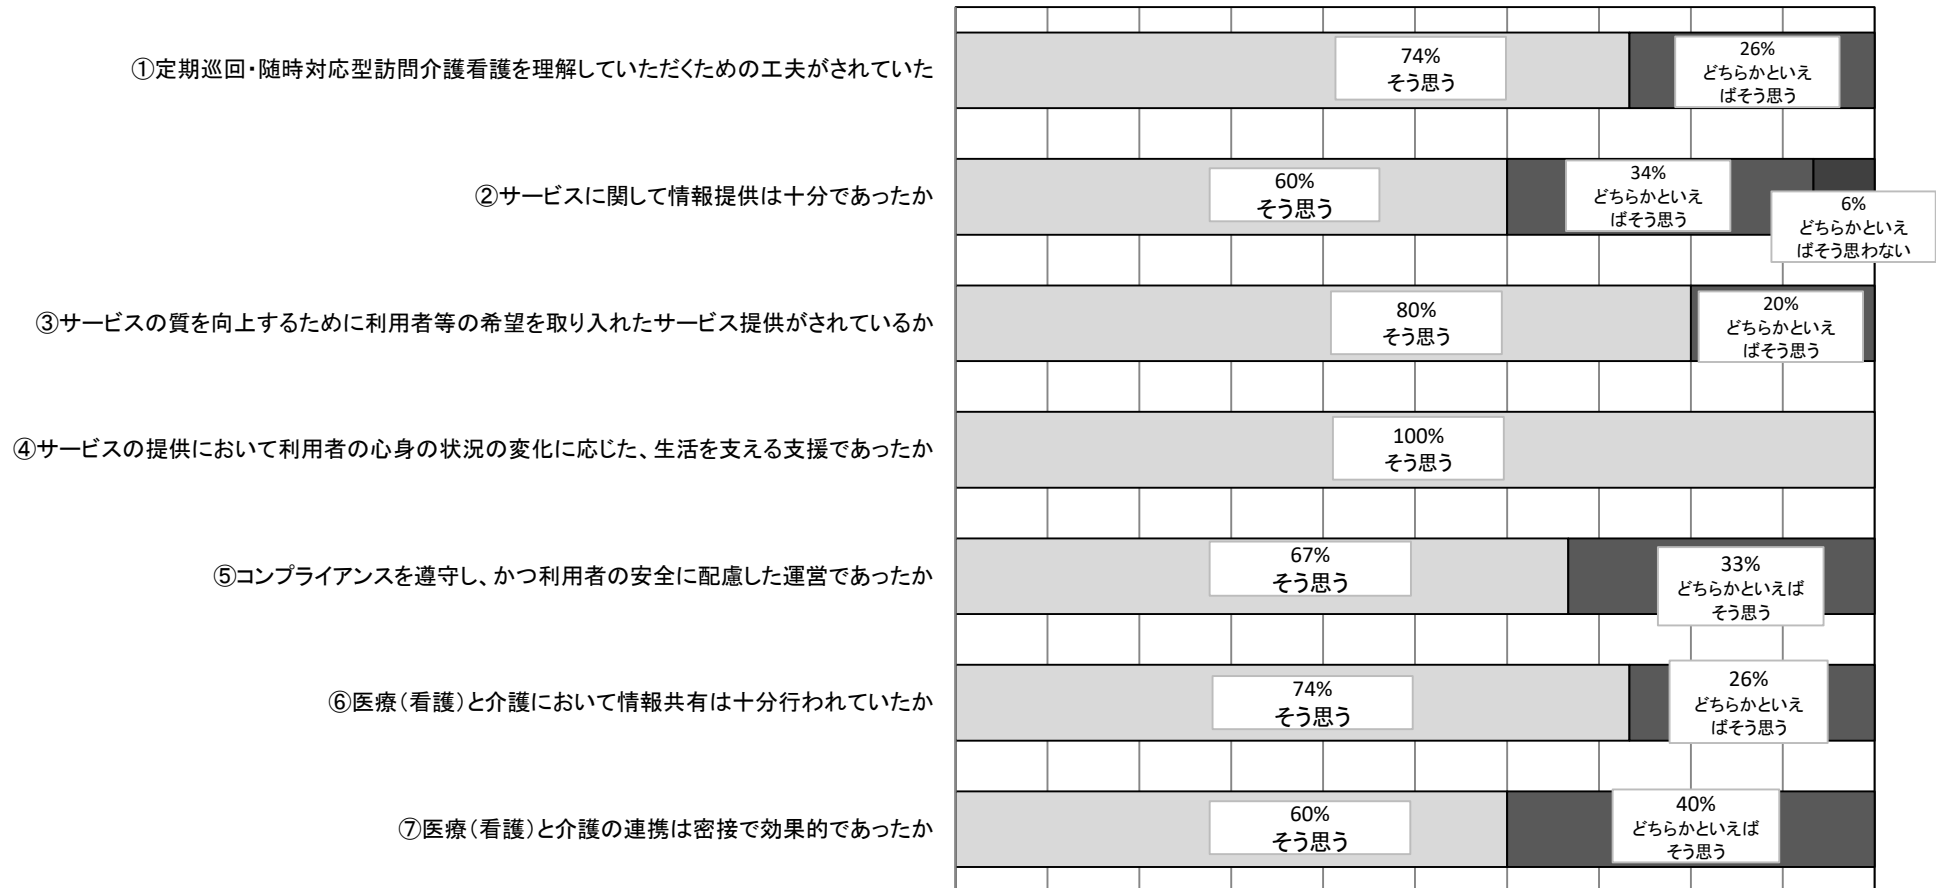 ①定期巡回・随時対応型訪問介護看護を理解していただくための工夫がされていた
74%
そう思う
26%
どちらかといえ
ばそう思う
②サービスに関して情報提供は十分であったか
60%
そう思う
34%
どちらかといえ
ばそう思う
6%
どちらかといえ
ばそう思わない
③サービスの質を向上するために利用者等の希望を取り入れたサービス提供がされているか
80%
そう思う
20%
どちらかといえ
ばそう思う
④サービスの提供において利用者の心身の状況の変化に応じた、生活を支える支援であったか
100%
そう思う
⑤コンプライアンスを遵守し、かつ利用者の安全に配慮した運営であったか
67%
そう思う
33%
どちらかといえば
そう思う
⑥医療（看護）と介護において情報共有は十分行われていたか
74%
そう思う
26%
どちらかといえ
ばそう思う
⑦医療（看護）と介護の連携は密接で効果的であったか
60%
そう思う
40%
どちらかといえば
そう思う